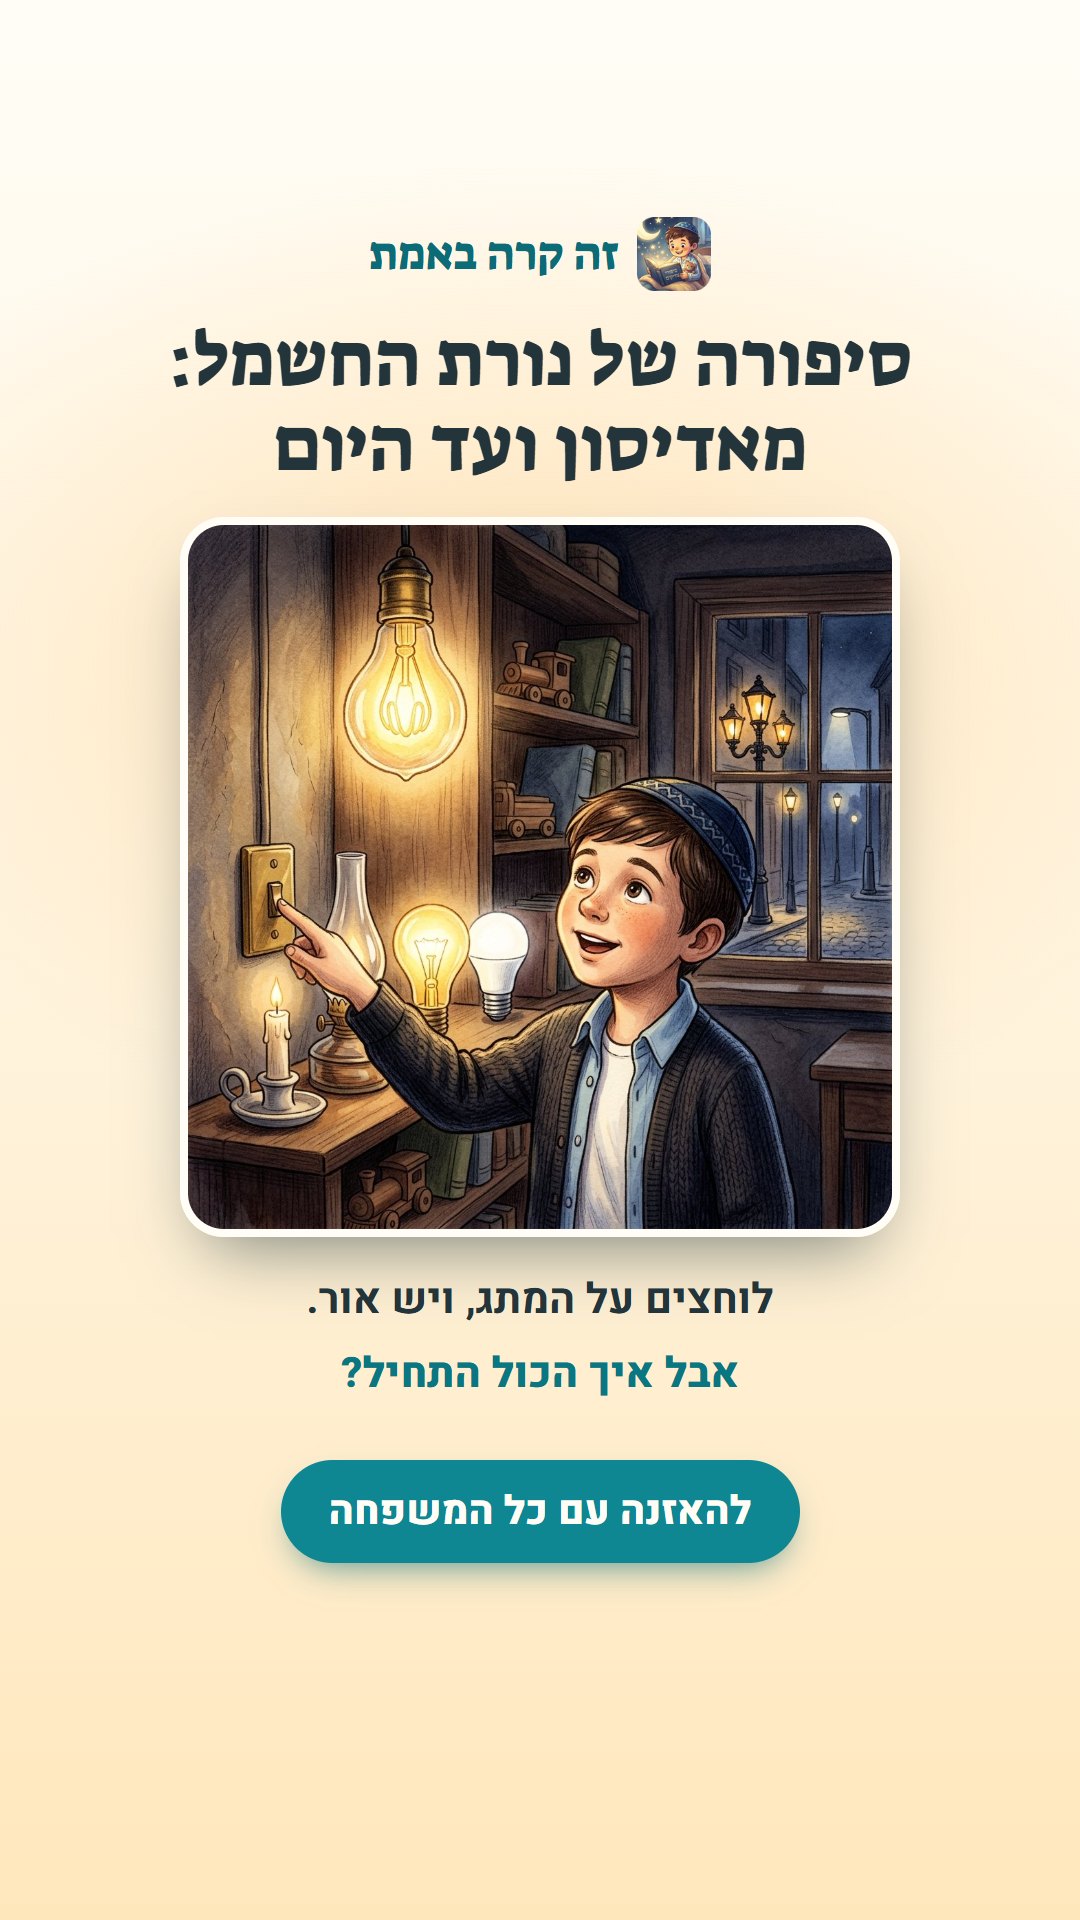 זה קרה באמת
סיפורה של נורת החשמל:
מאדיסון ועד היום
לוחצים על המתג, ויש אור.
אבל איך הכול התחיל?
להאזנה עם כל המשפחה